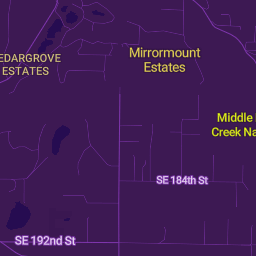 Mirrormount
Estates
EDARGROVE
ESTATES
Middle
Creek Na
SE 184th St
SE 192nd St